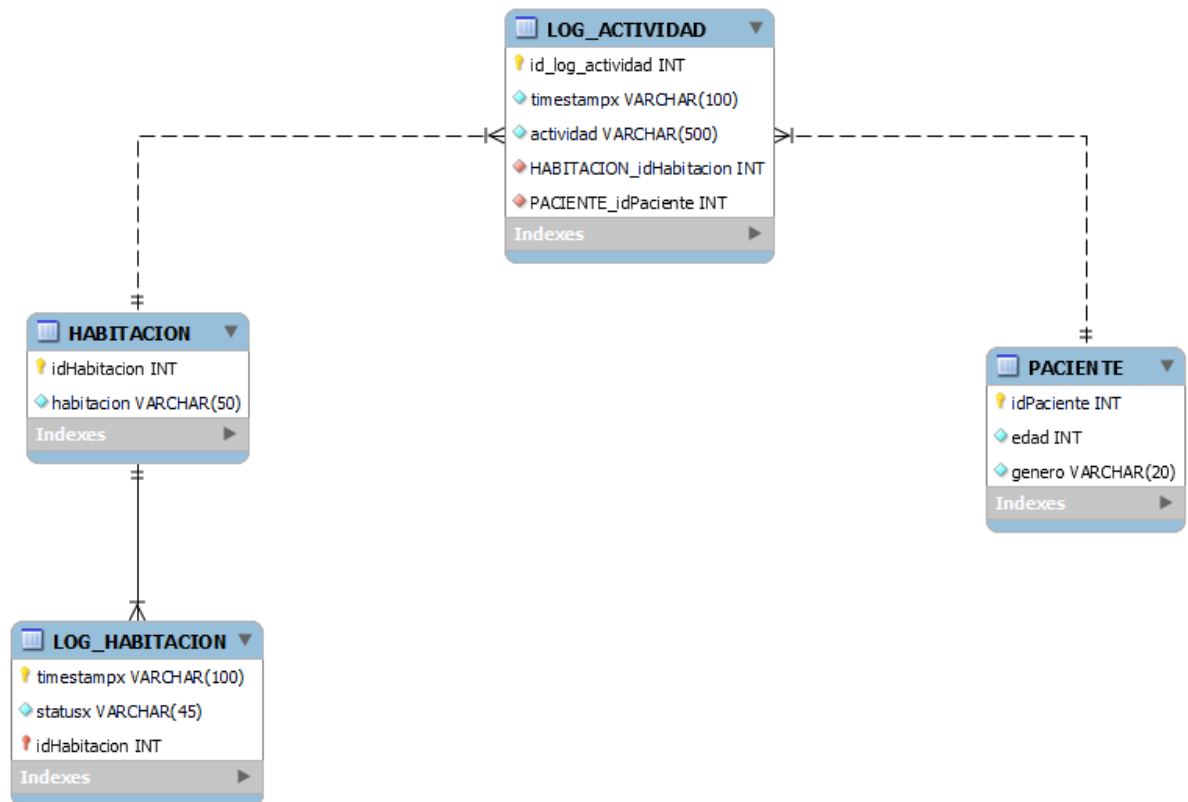 LOG_ACTIVIDAD
id_log_actividad INT
timestampx VARCHAR(100)
actividad VARCHAR(500)
HABITACION_idHabitacion INT
PACIENTE_idPaciente INT
Indexes
HABITACION
idHabitacion INT
habitacion VARCHAR(50)
Indexes
PACIENTE
idPaciente INT
edad INT
genero VARCHAR(20)
Indexes
LOG_HABITACION
timestampx VARCHAR(100)
statusx VARCHAR(45)
idHabitacion INT
Indexes